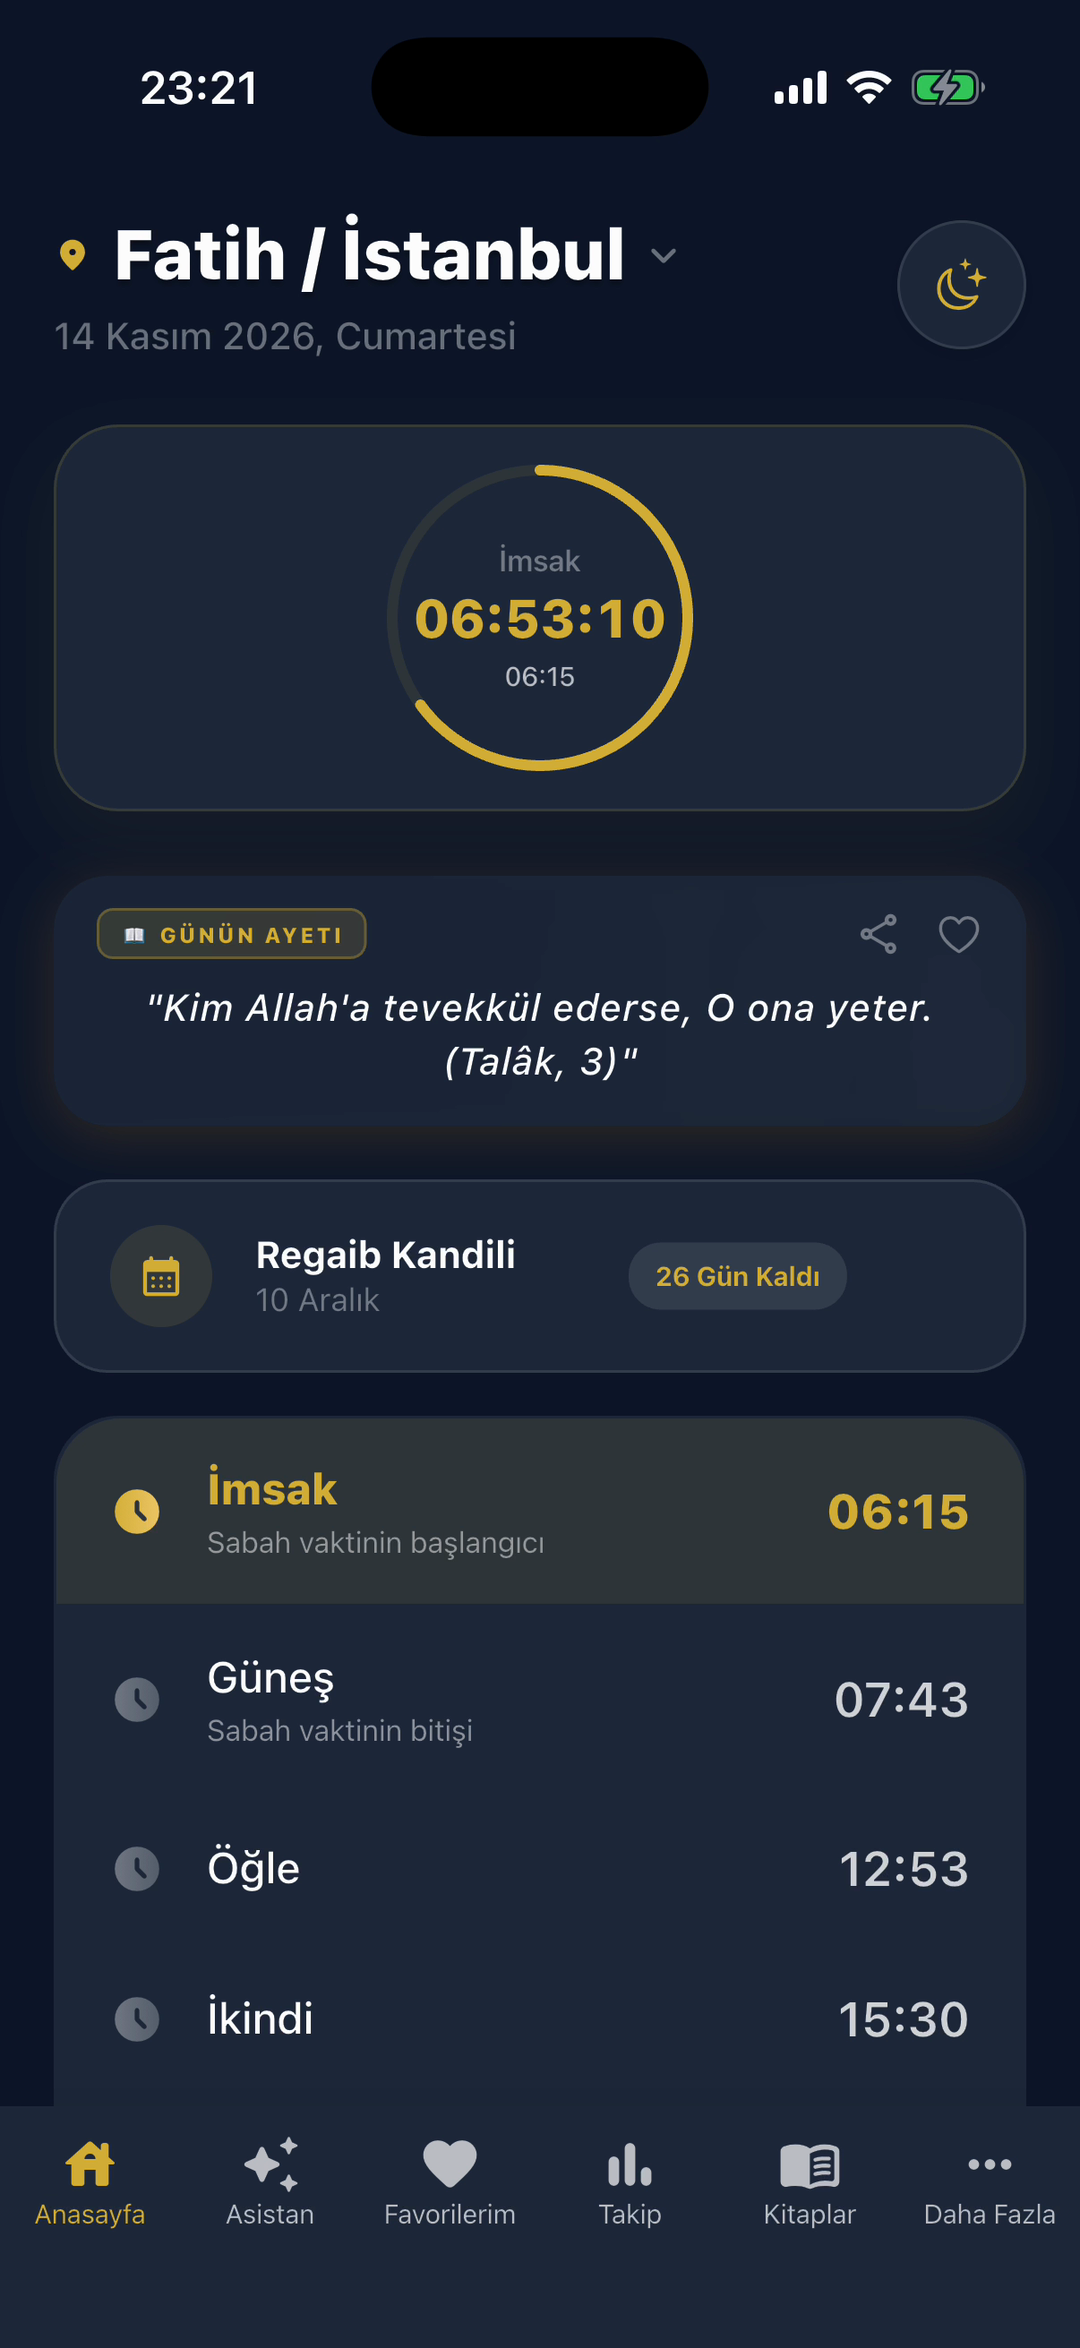 23:21
Fatih / İstanbul
14 Kasım 2026, Cumartesi
İmsak
06:53:10
06:15
GÜNÜN AYETI
"Kim Allah'a tevekkül ederse, O ona yeter.
(Talâk, 3)"
Regaib Kandili
10 Aralık
26 Gün Kaldı
İmsak
Sabah vaktinin başlangıcı
06:15
Güneş
Sabah vaktinin bitişi
07:43
Öğle
12:53
İkindi
15:30
Anasayfa
Asistan
Favorilerim
Takip
Kitaplar
Daha Fazla